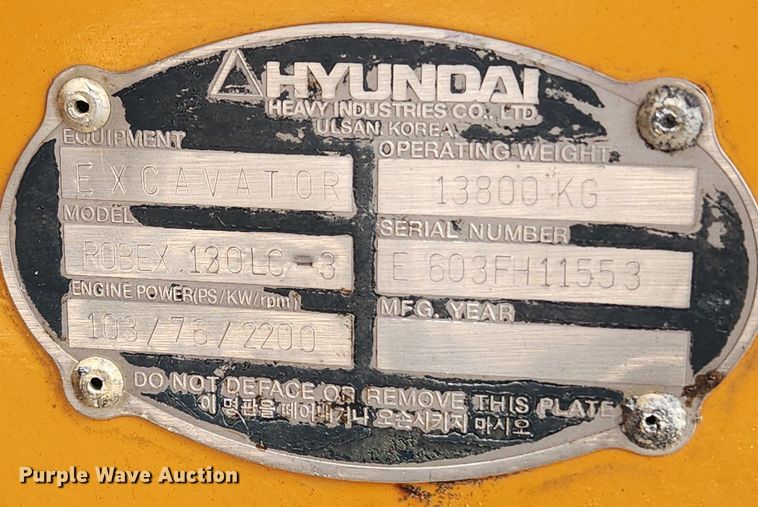 HYUNDAI
HEAVY INDUSTRIES CO., LTD
ULSAN, KOREA
EQUIPMENT
EXCAVATOR
OPERATING WEIGHT
13800 KG
MODEL
ROBEX 130LC-3
SERIAL NUMBER
E 603FH11553
ENGINE POWER(PS/KW/rpm)
103/76/2200
MFG. YEAR
DO NOT DEFACE OR REMOVE THIS PLATE
이 명판을 떼어내거나 오손시키지 마시오
Purple Wave Auction